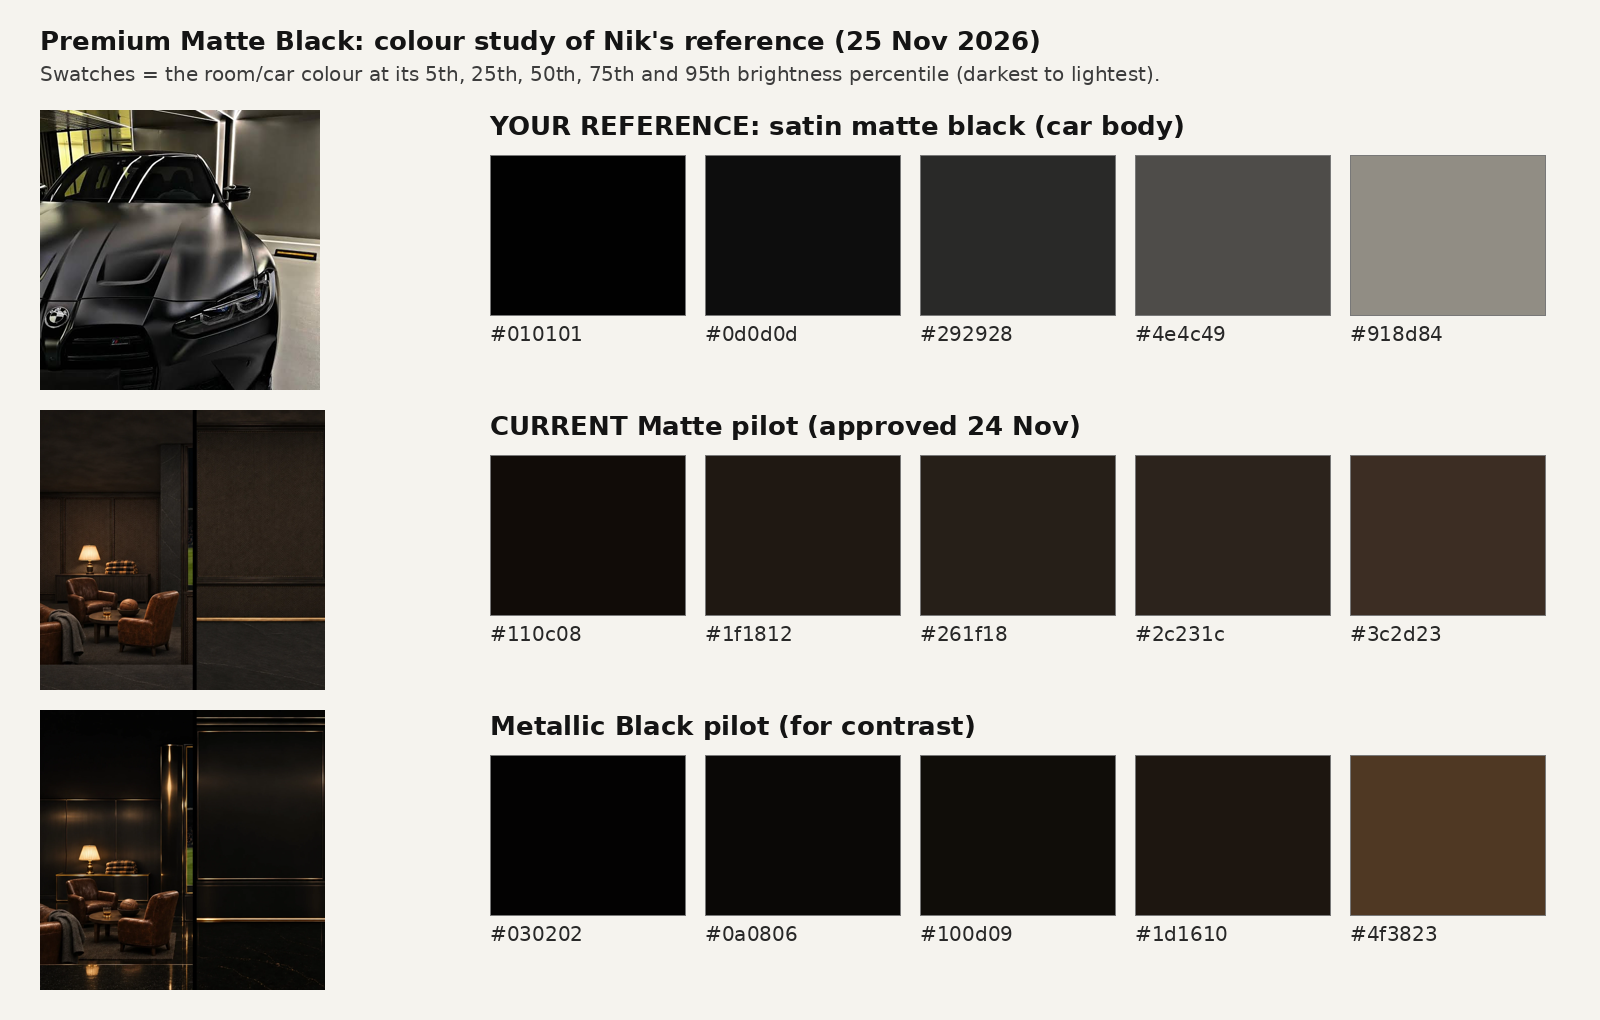 Premium Matte Black: colour study of Nik's reference (25 Nov 2026)
Swatches = the room/car colour at its 5th, 25th, 50th, 75th and 95th brightness percentile (darkest to lightest).
YOUR REFERENCE: satin matte black (car body)
#010101 #0d0d0d #292928 #4e4c49 #918d84
CURRENT Matte pilot (approved 24 Nov)
#110c08 #1f1812 #261f18 #2c231c #3c2d23
Metallic Black pilot (for contrast)
#030202 #0a0806 #100d09 #1d1610 #4f3823